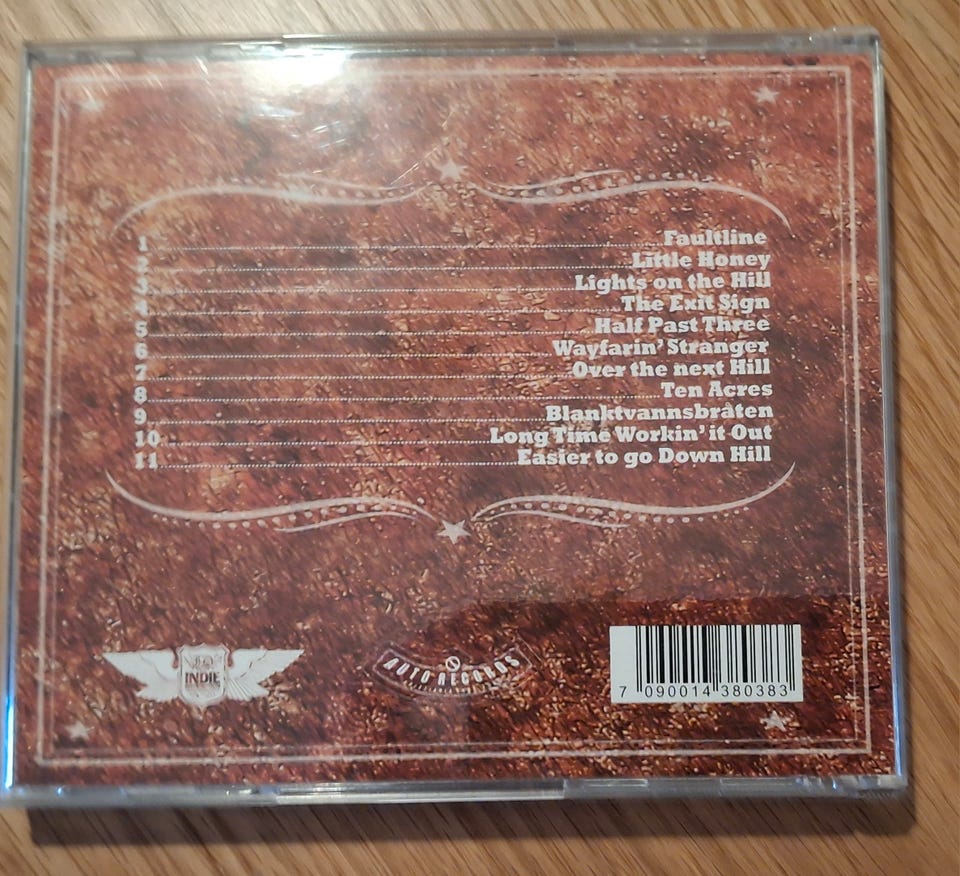 1 Faultline
2 Little Honey
3 Lights on the Hill
4 The Exit Sign
5 Half Past Three
6 Wayfarin' Stranger
7 Over the next Hill
8 Ten Acres
9 Blanktvannsbråten
10 Long Time Workin' it Out
11 Easier to go Down Hill
INDIE
AUTO RECORDS
7 090014 380383